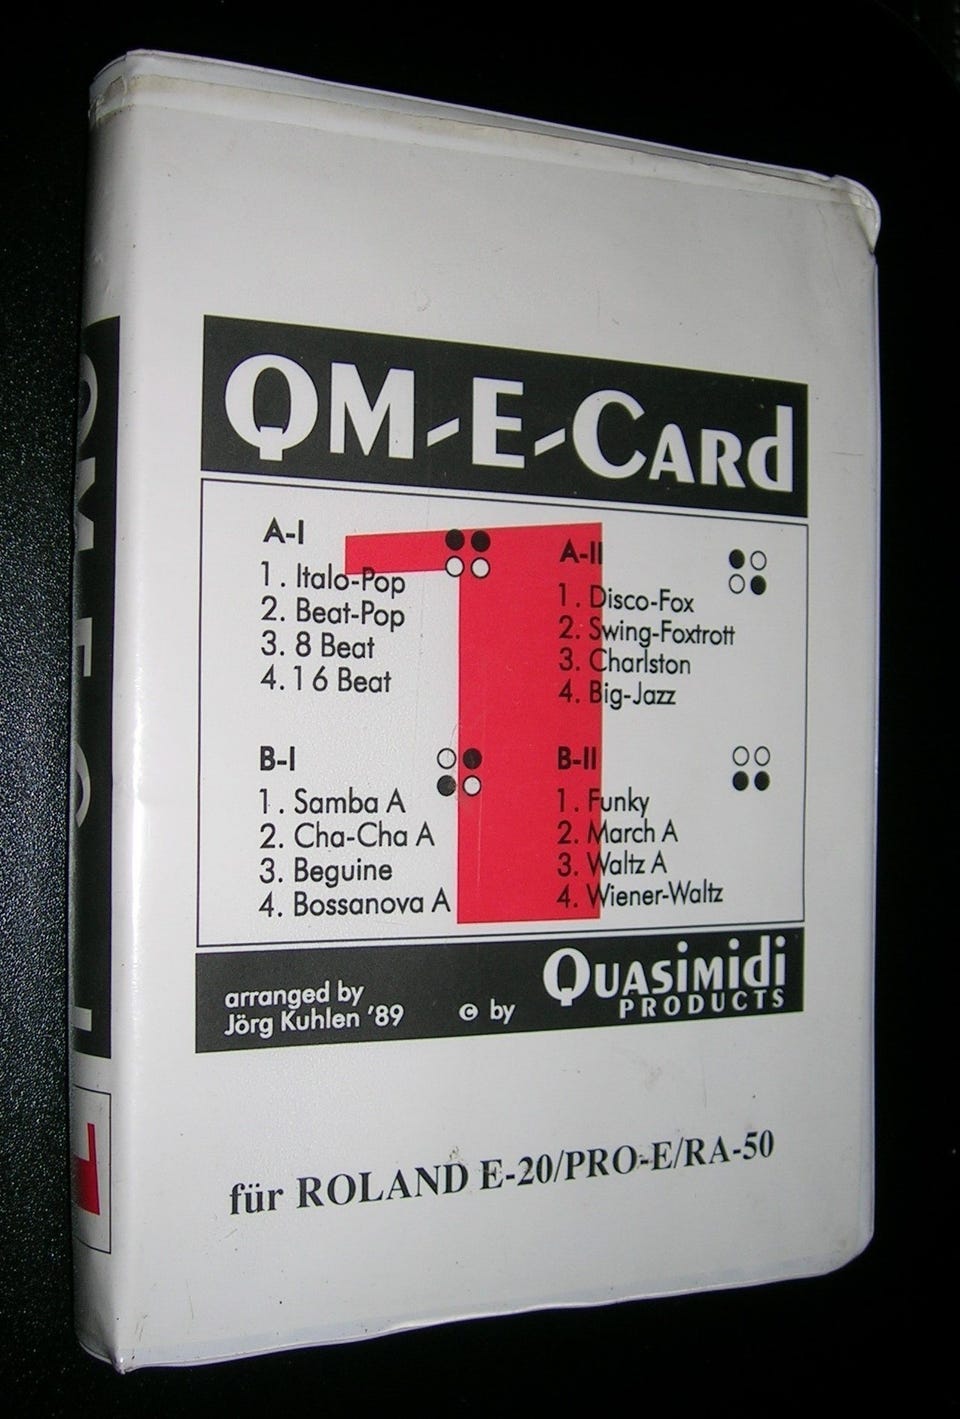 QM-E-CARd
A-I
1. Italo-Pop
2. Beat-Pop
3. 8 Beat
4. 16 Beat
A-II
1. Disco-Fox
2. Swing-Foxtrott
3. Charlston
4. Big-Jazz
B-I
1. Samba A
2. Cha-Cha A
3. Beguine
4. Bossanova A
B-II
1. Funky
2. March A
3. Waltz A
4. Wiener-Waltz
1
arranged by
Jörg Kuhlen '89
© by
QUASiMidi
PRODUCTS
für ROLAND E-20/PRO-E/RA-50